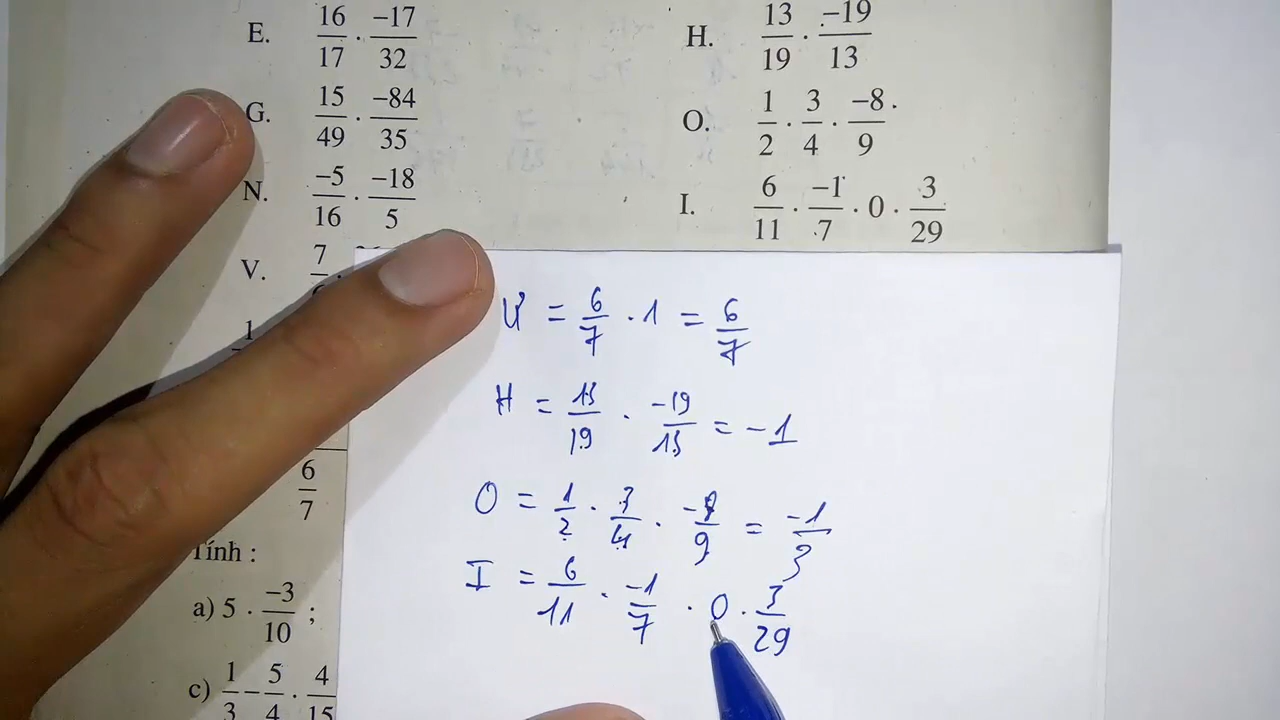 E. 16/17 · -17/32
H. 13/19 · -19/13
G. 15/49 · -84/35
O. 1/2 · 3/4 · -8/9
N. -5/16 · -18/5
I. 6/11 · -1/7 · 0 · 3/29
V. 7/
= 6/7 · 1 = 6/7
H = 13/19 · -19/13 = -1
O = 1/2 · 3/4 · -8/9 = -1/3
I = 6/11 · -1/7 · 0 · 3/29
6/7
Tính :
a) 5 · -3/10 ;
c) 1/3 - 5/4 · 4/15